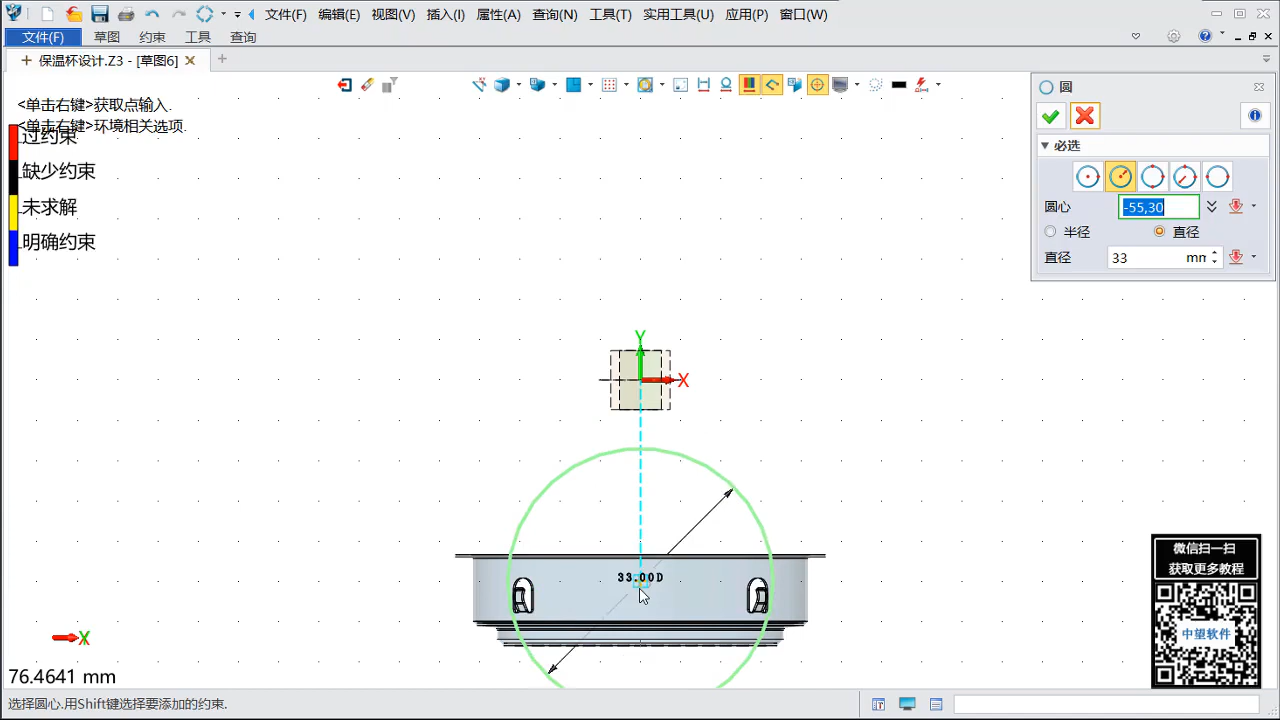 文件(F) 编辑(E) 视图(V) 插入(I) 属性(A) 查询(N) 工具(T) 实用工具(U) 应用(P) 窗口(W)
文件(F) 草图 约束 工具 查询
保温杯设计.Z3 - [草图6]
<单击右键>获取点输入.
<单击右键>环境相关选项.
过约束
缺少约束
未求解
明确约束
圆
必选
圆心 -55,30
半径 直径
直径 33 mm
Y
X
33.00D
微信扫一扫
获取更多教程
中望软件
X
76.4641 mm
选择圆心.用Shift键选择要添加的约束.